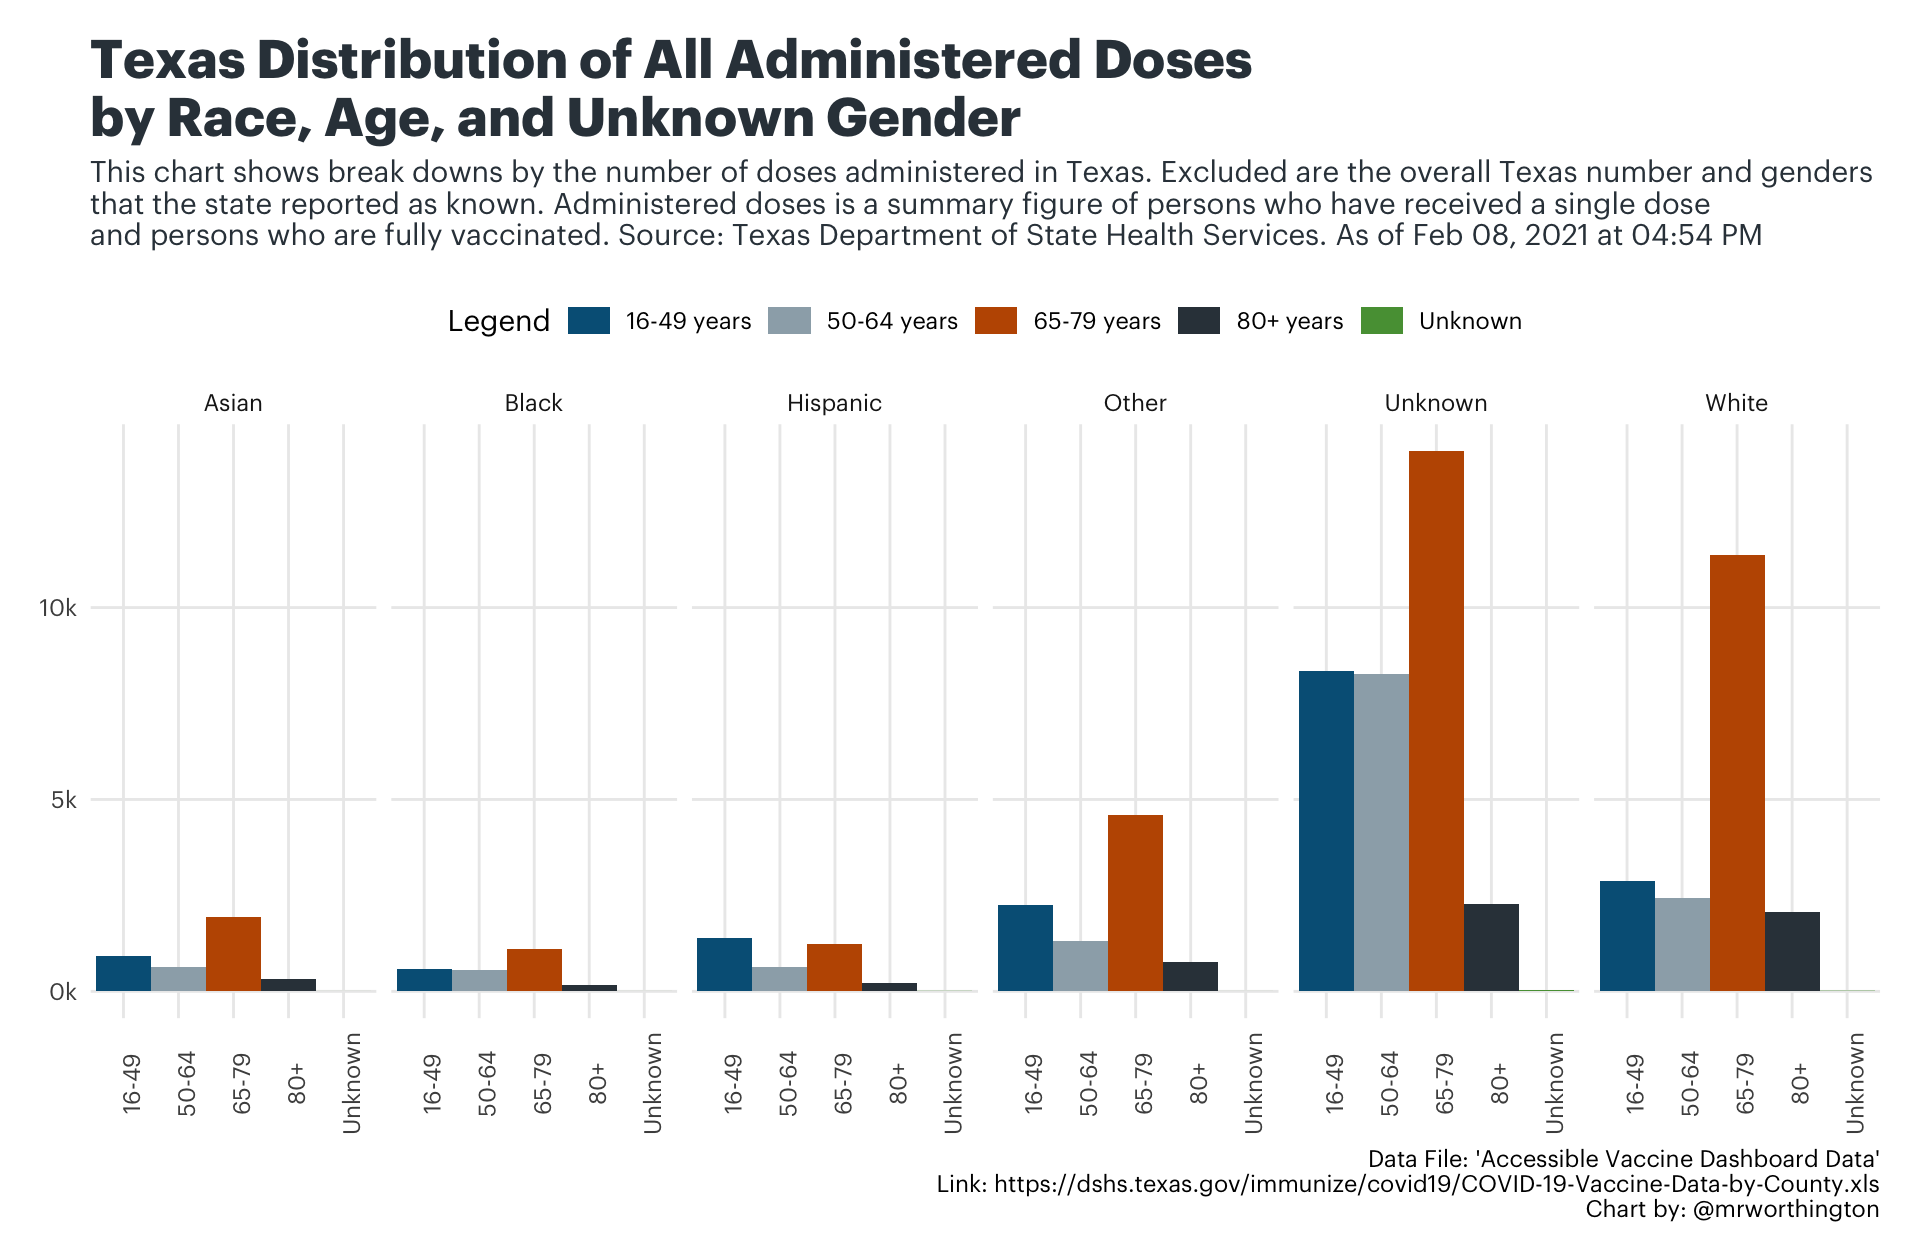 Texas Distribution of All Administered Doses
by Race, Age, and Unknown Gender
This chart shows break downs by the number of doses administered in Texas. Excluded are the overall Texas number and genders
that the state reported as known. Administered doses is a summary figure of persons who have received a single dose
and persons who are fully vaccinated. Source: Texas Department of State Health Services. As of Feb 08, 2021 at 04:54 PM
Legend 16-49 years 50-64 years 65-79 years 80+ years Unknown
Asian Black Hispanic Other Unknown White
10k
5k
0k
16-49 50-64 65-79 80+ Unknown 16-49 50-64 65-79 80+ Unknown 16-49 50-64 65-79 80+ Unknown 16-49 50-64 65-79 80+ Unknown 16-49 50-64 65-79 80+ Unknown 16-49 50-64 65-79 80+ Unknown
Data File: 'Accessible Vaccine Dashboard Data'
Link: https://dshs.texas.gov/immunize/covid19/COVID-19-Vaccine-Data-by-County.xls
Chart by: @mrworthington